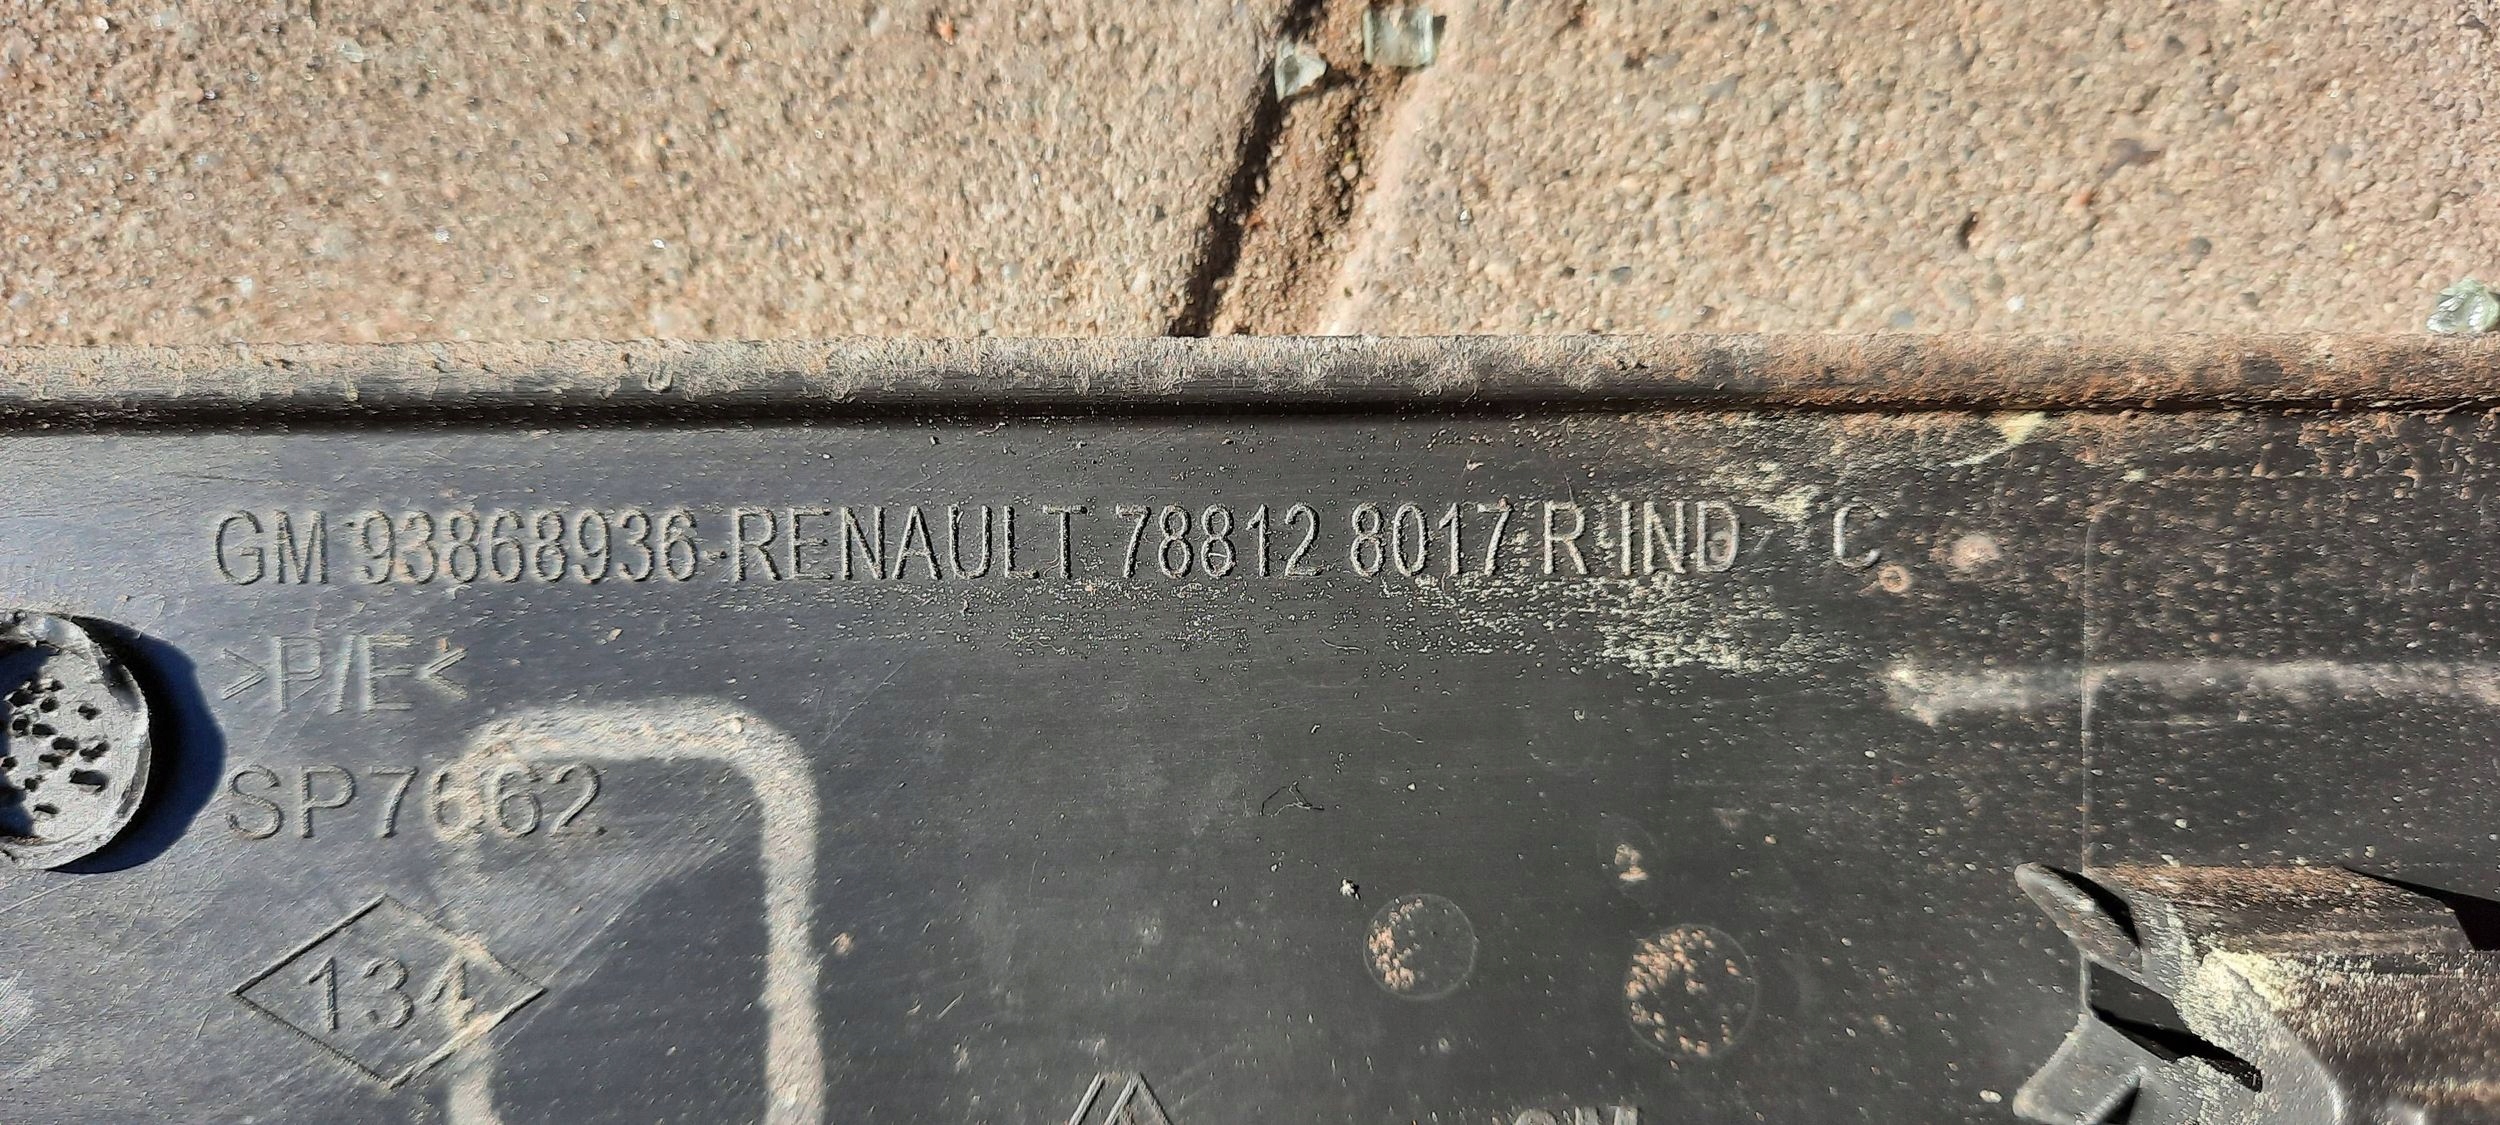 GM 93868936 RENAULT 78812 8017 R IND C
>P/E<
SP7662
134